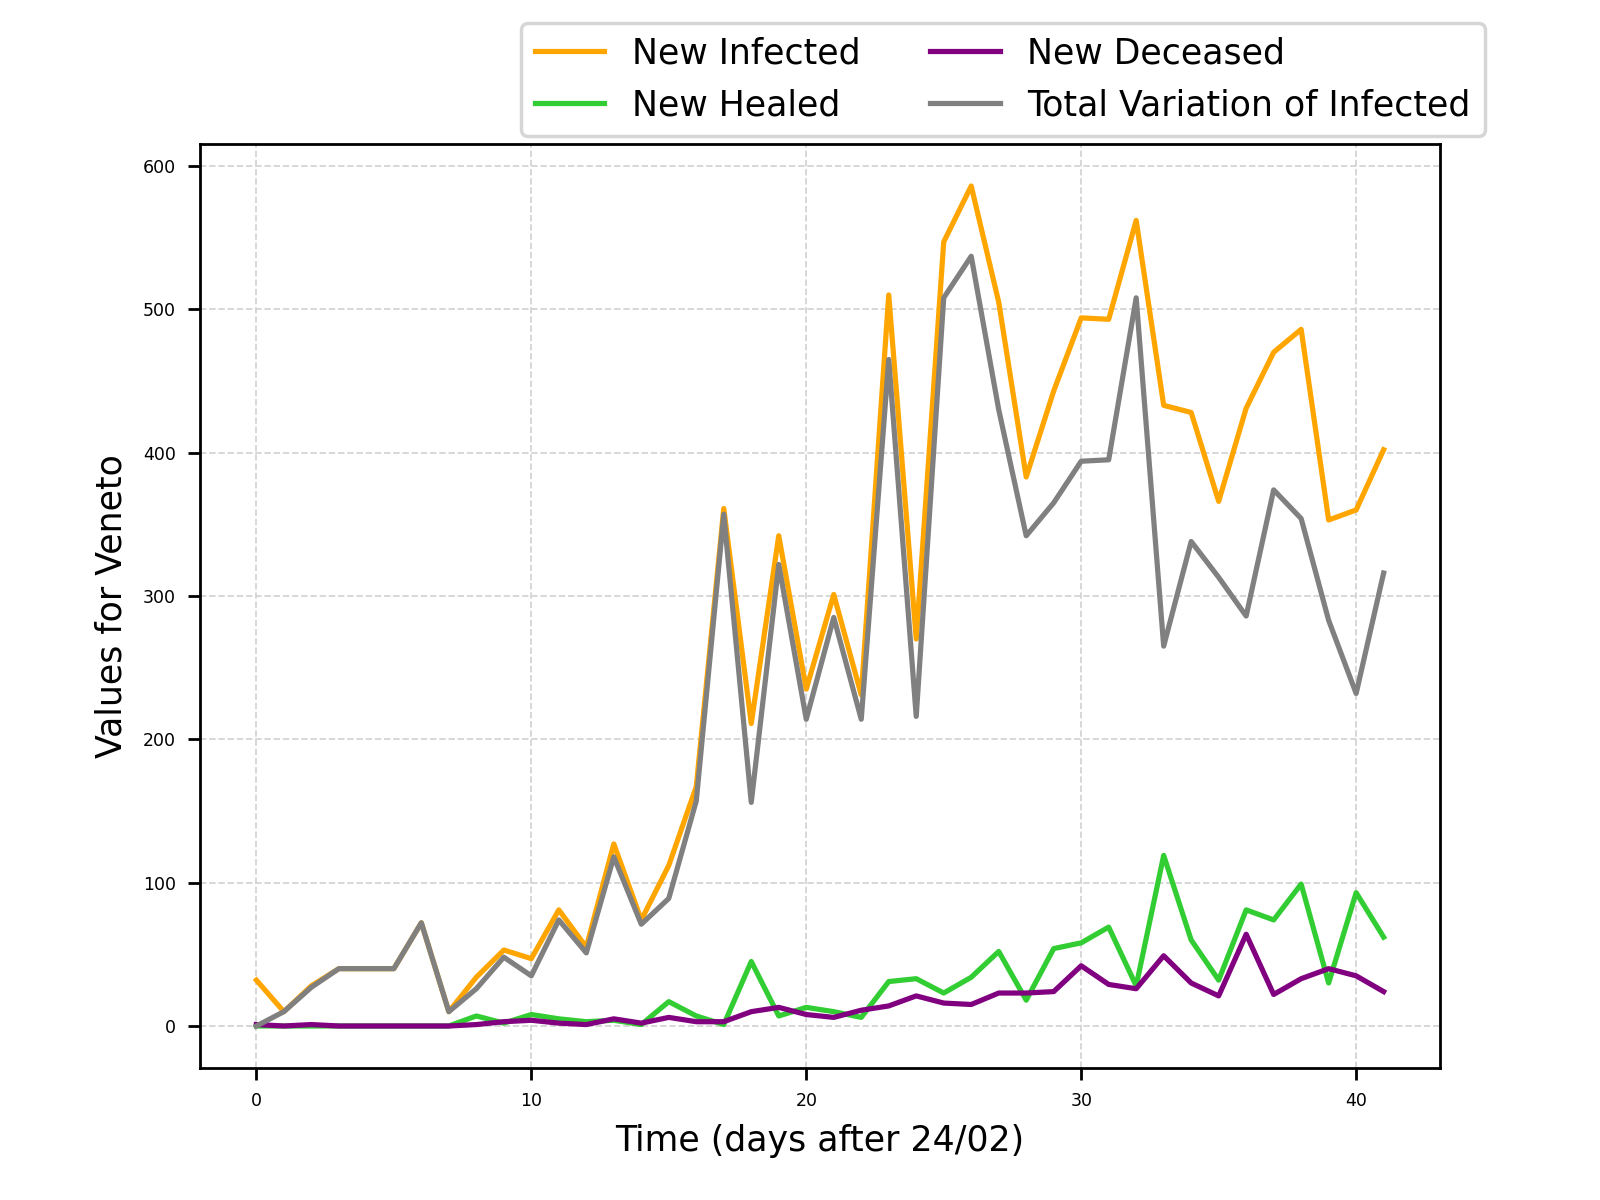 New Infected New Deceased
New Healed Total Variation of Infected
600
500
400
300
200
100
0
Values for Veneto
0 10 20 30 40
Time (days after 24/02)